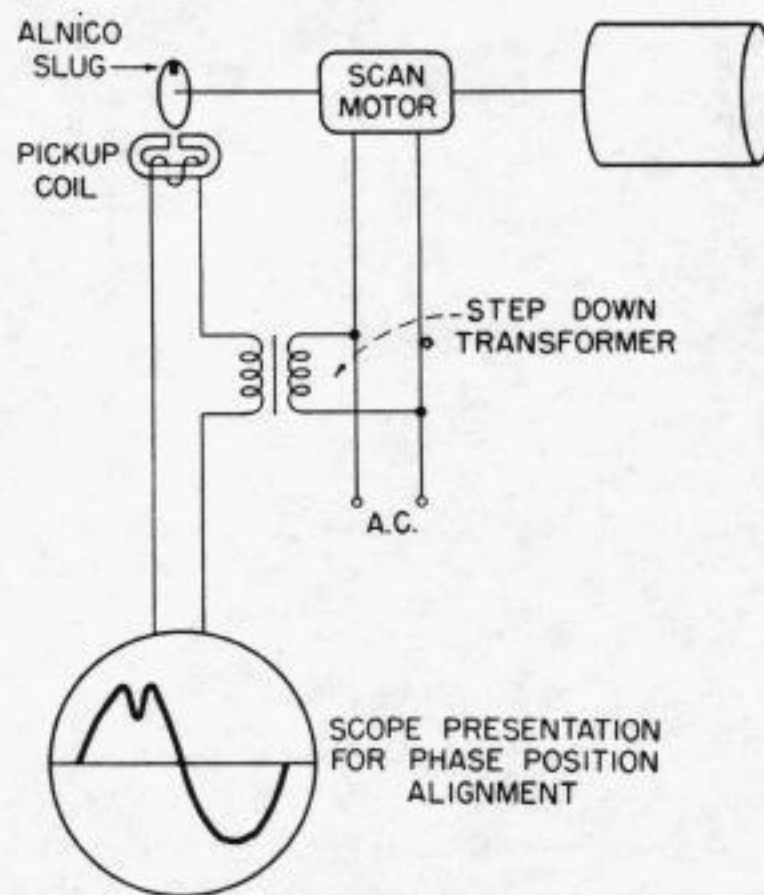 ALNICO
SLUG
SCAN
MOTOR
PICKUP
COIL
STEP DOWN
TRANSFORMER
A.C.
SCOPE PRESENTATION
FOR PHASE POSITION
ALIGNMENT